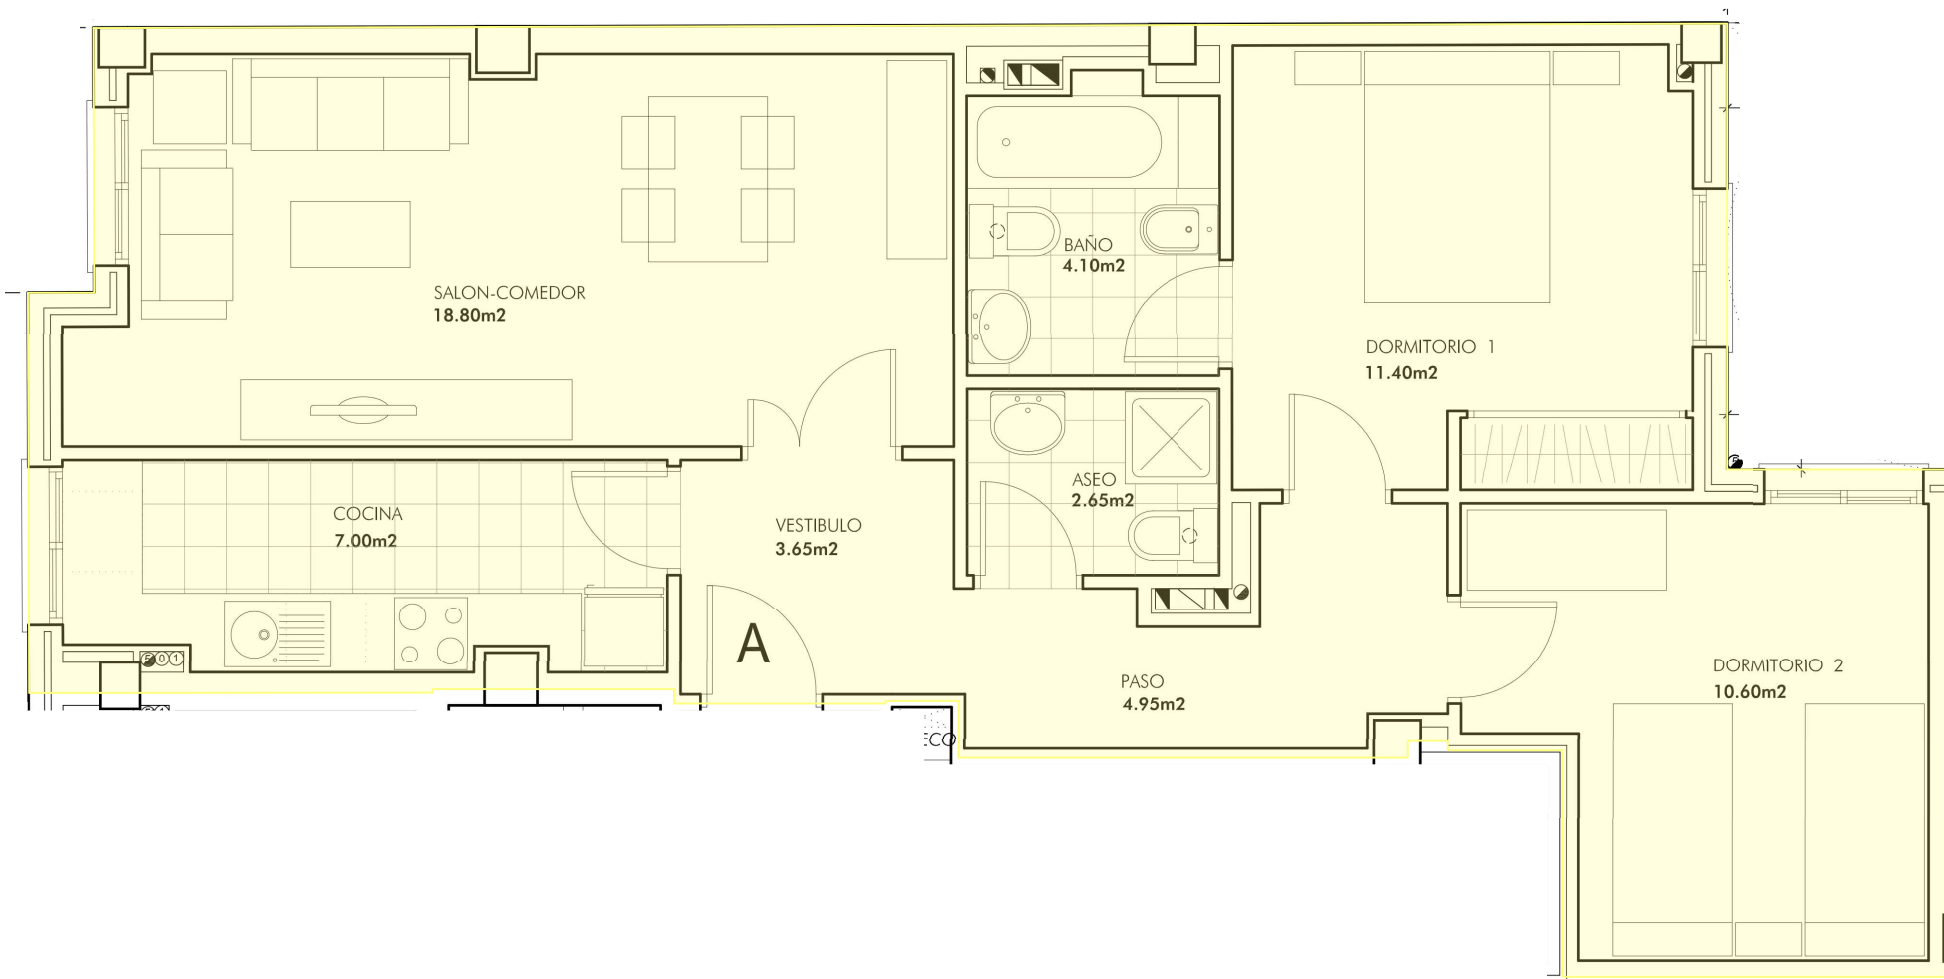 SALON-COMEDOR
18.80m2
BAÑO
4.10m2
DORMITORIO 1
11.40m2
COCINA
7.00m2
VESTIBULO
3.65m2
ASEO
2.65m2
A
PASO
4.95m2
DORMITORIO 2
10.60m2